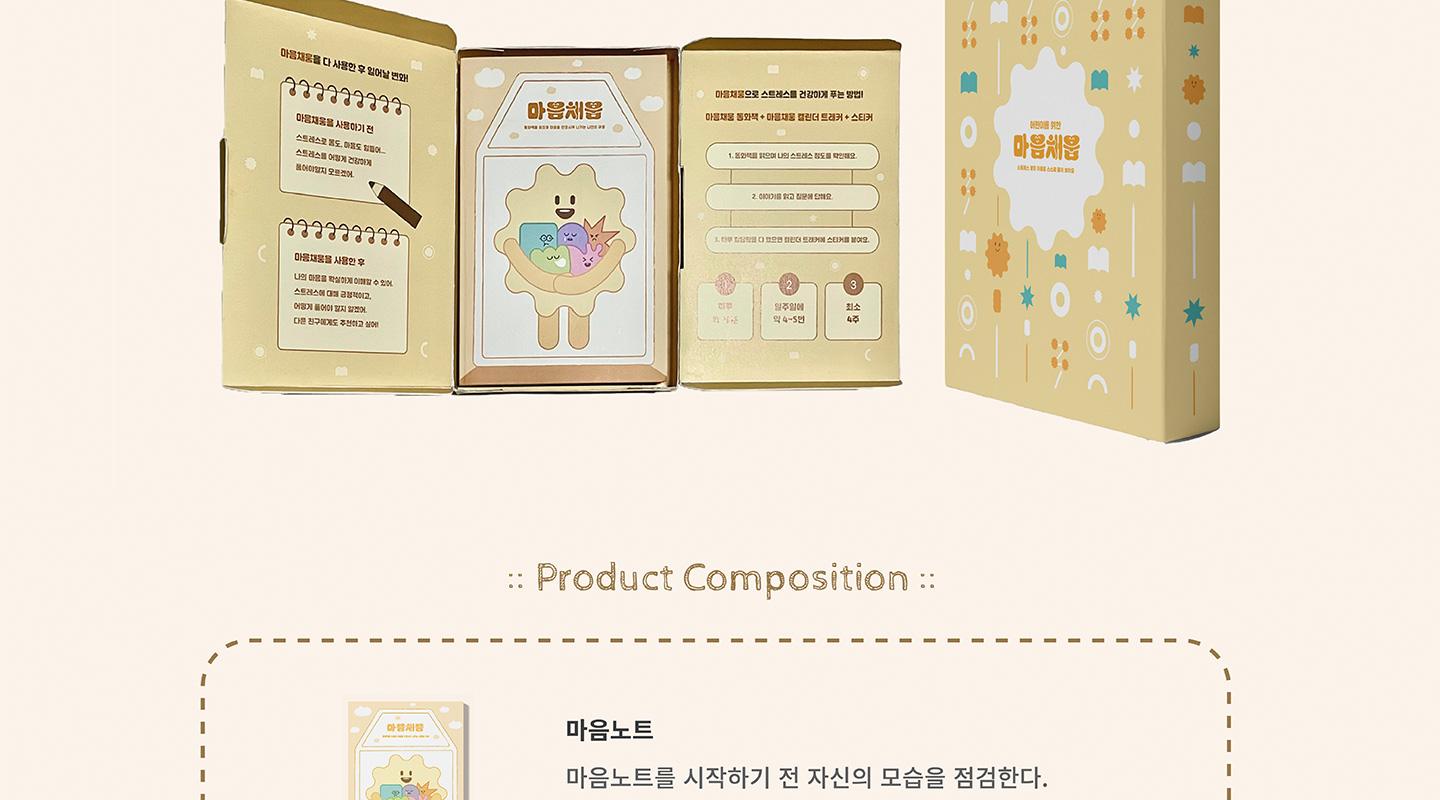 마음채움을 다 사용한 후 일어날 변화!
마음채움을 사용하기 전
스트레스로 몸도, 마음도 힘들어...
스트레스를 어떻게 건강하게
풀어야할지 모르겠어.
마음채움을 사용한 후
나의 마음을 확실하게 이해할 수 있어.
스트레스에 대해 긍정적이고,
어떻게 풀어야 할지 알겠어.
다른 친구에게도 추천하고 싶어!
마음채움
마음채움으로 스트레스를 건강하게 푸는 방법!
마음채움 동화책 + 마음채움 캘린더 트래커 + 스티커
1. 동화책을 읽으며 나의 스트레스 정도를 확인해요.
2. 이야기를 읽고 질문에 답해요.
3. 하루 정담학을 다 했으면 캘린더 트래커에 스티커를 붙여요.
1
하루
2
일주일에
약 4~5번
3
최소
4주
어린이를 위한
마음채움
:: Product Composition ::
마음채움
마음노트
마음노트를 시작하기 전 자신의 모습을 점검한다.